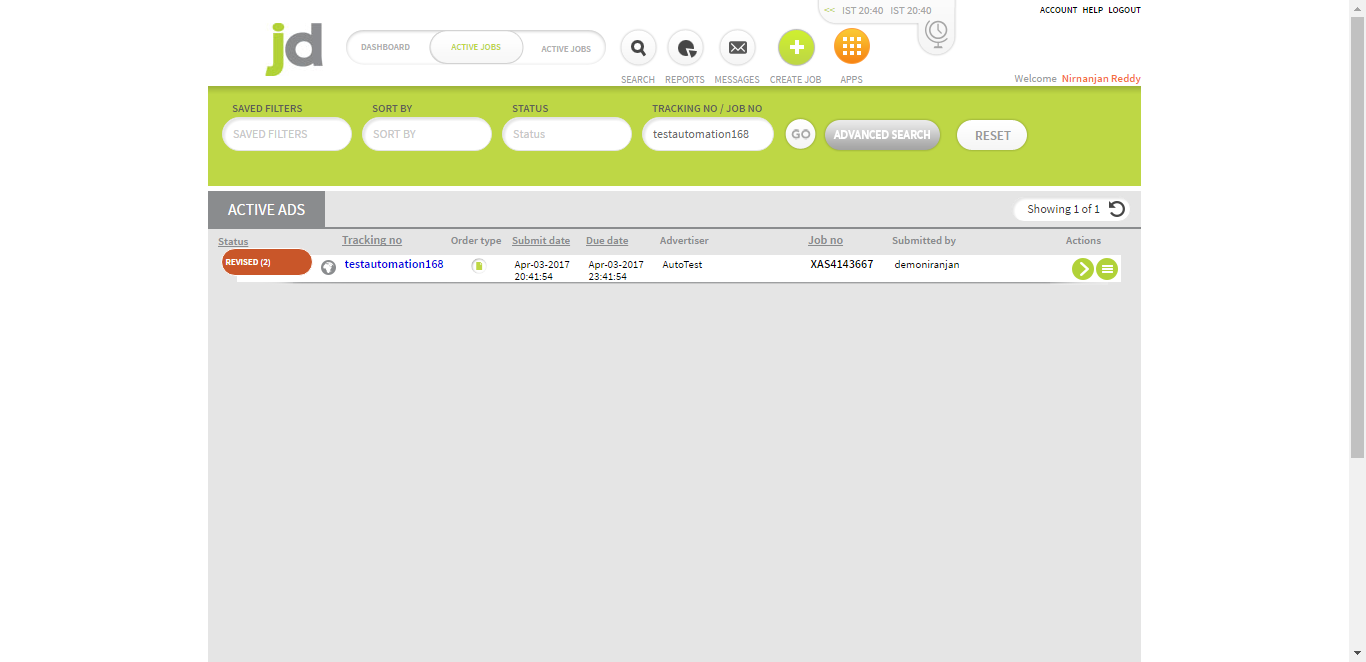 << IST 20:40 IST 20:40
ACCOUNT HELP LOGOUT
jd
DASHBOARD ACTIVE JOBS ACTIVE JOBS
SEARCH REPORTS MESSAGES CREATE JOB APPS
Welcome Nirnanjan Reddy
SAVED FILTERS SORT BY STATUS TRACKING NO / JOB NO
SAVED FILTERS SORT BY Status testautomation168 GO ADVANCED SEARCH RESET
ACTIVE ADS Showing 1 of 1
Status Tracking no Order type Submit date Due date Advertiser Job no Submitted by Actions
REVISED (2) testautomation168 Apr-03-2017 Apr-03-2017 AutoTest XAS4143667 demoniranjan
20:41:54 23:41:54